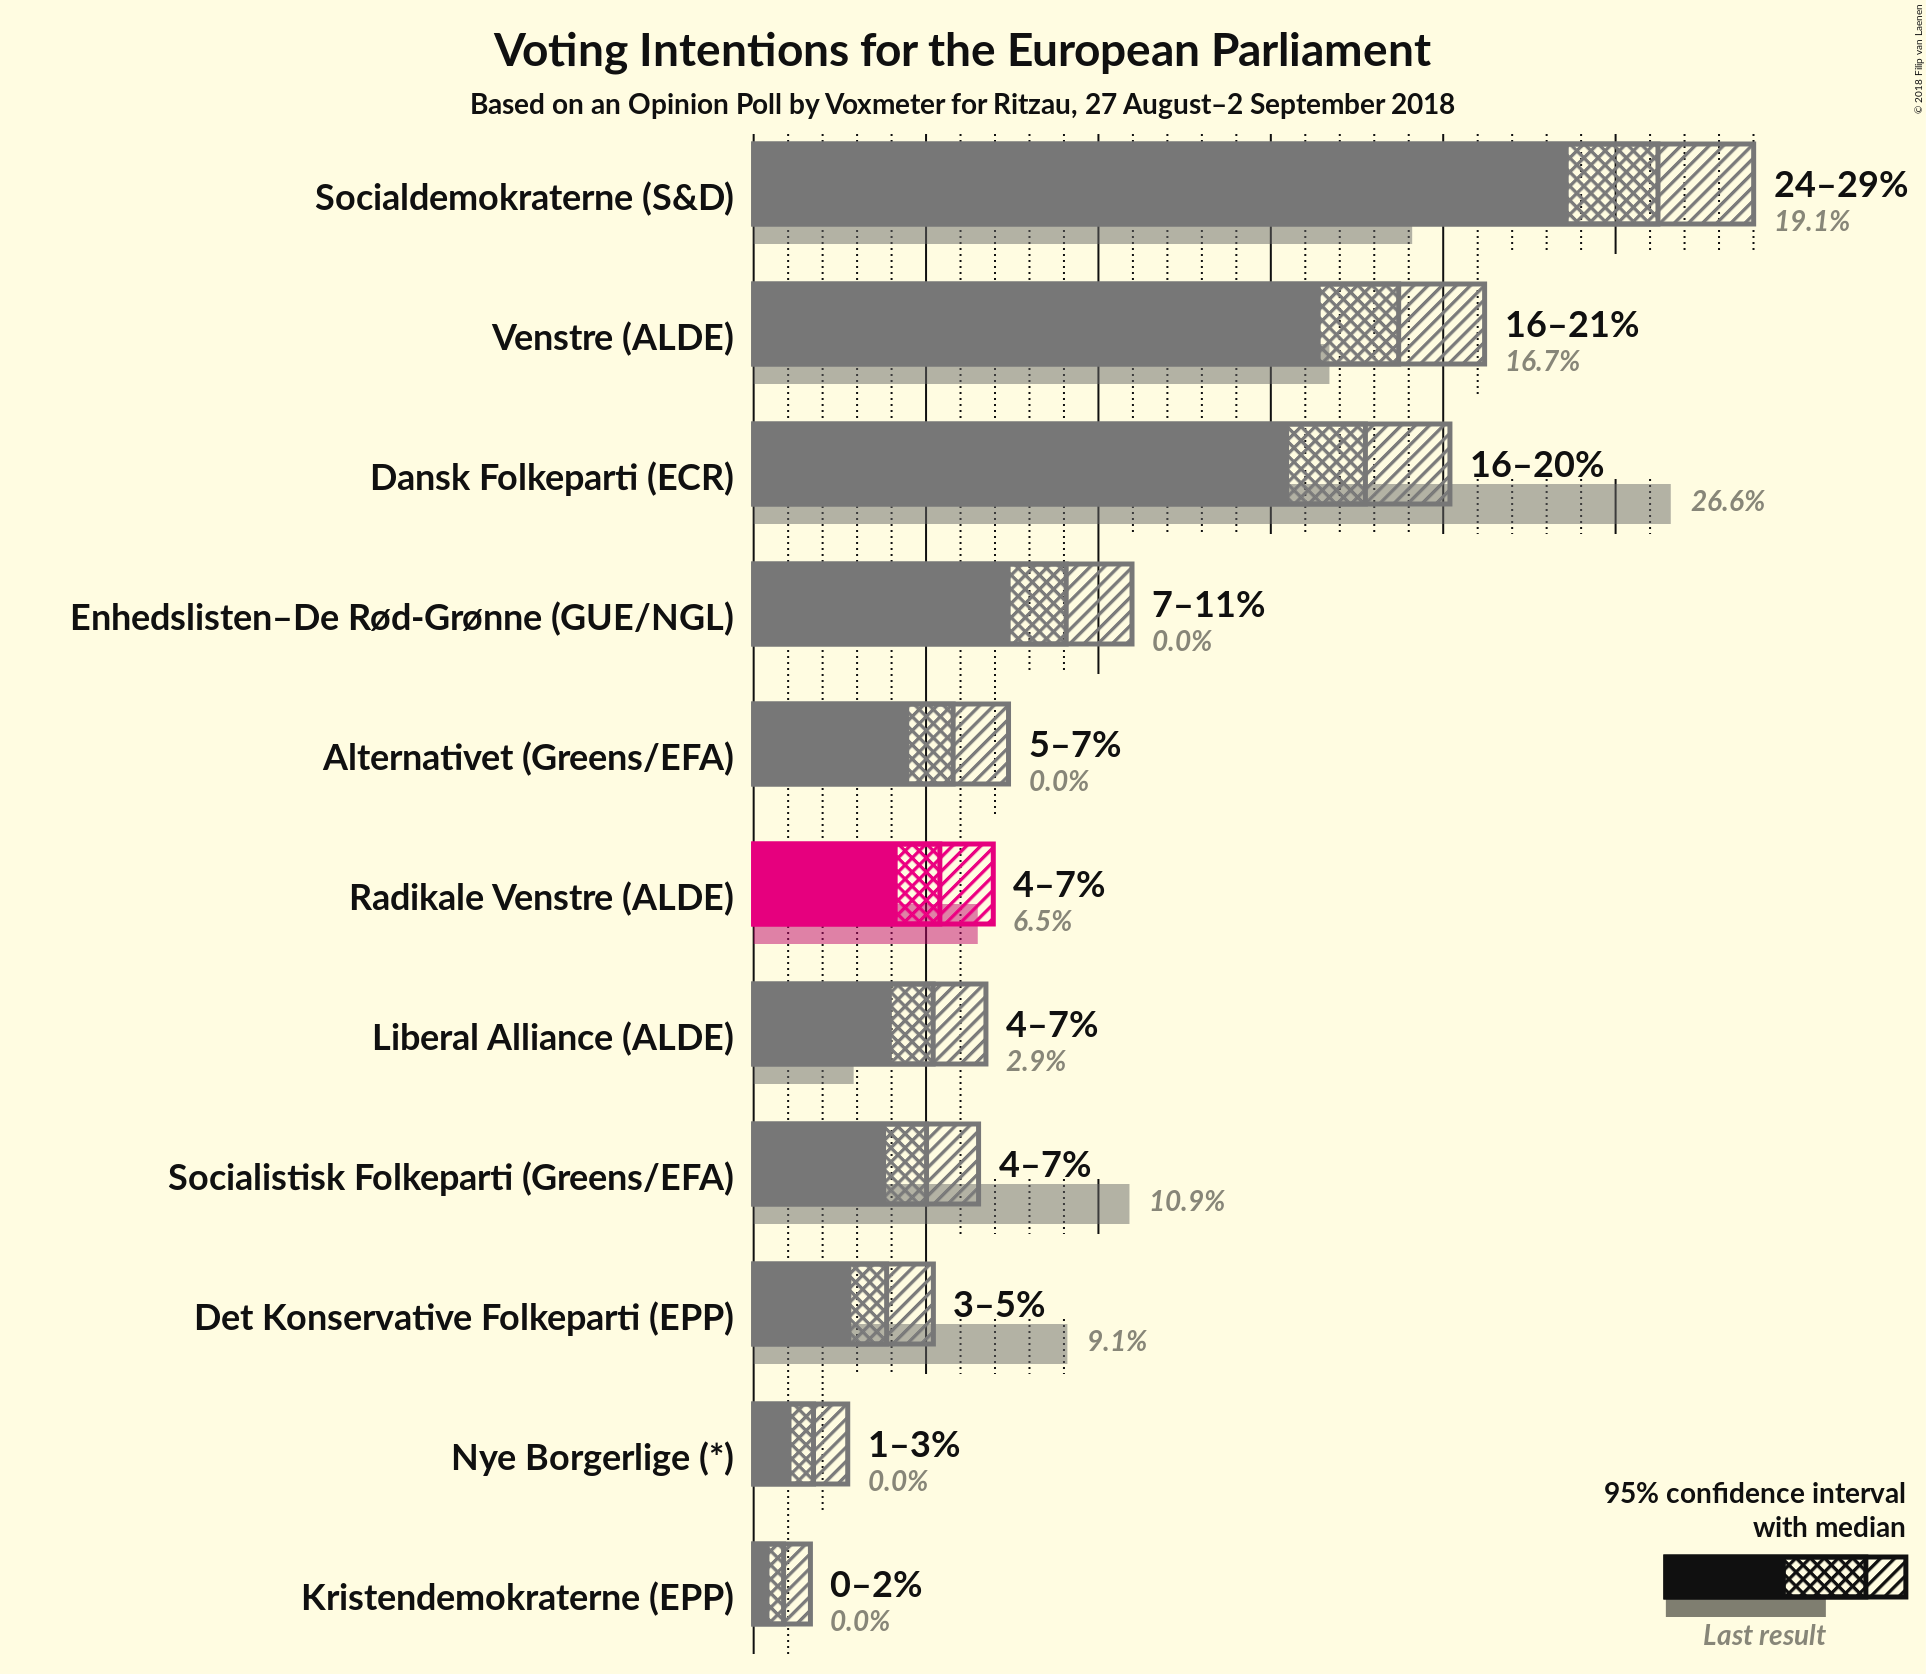 Voting Intentions for the European Parliament
Based on an Opinion Poll by Voxmeter for Ritzau, 27 August–2 September 2018
© 2018 Filip van Laenen
Socialdemokraterne (S&D)
24–29%
19.1%
Venstre (ALDE)
16–21%
16.7%
Dansk Folkeparti (ECR)
16–20%
26.6%
Enhedslisten–De Rød-Grønne (GUE/NGL)
7–11%
0.0%
Alternativet (Greens/EFA)
5–7%
0.0%
Radikale Venstre (ALDE)
4–7%
6.5%
Liberal Alliance (ALDE)
4–7%
2.9%
Socialistisk Folkeparti (Greens/EFA)
4–7%
10.9%
Det Konservative Folkeparti (EPP)
3–5%
9.1%
Nye Borgerlige (*)
1–3%
0.0%
Kristendemokraterne (EPP)
0–2%
0.0%
95% confidence interval
with median
Last result